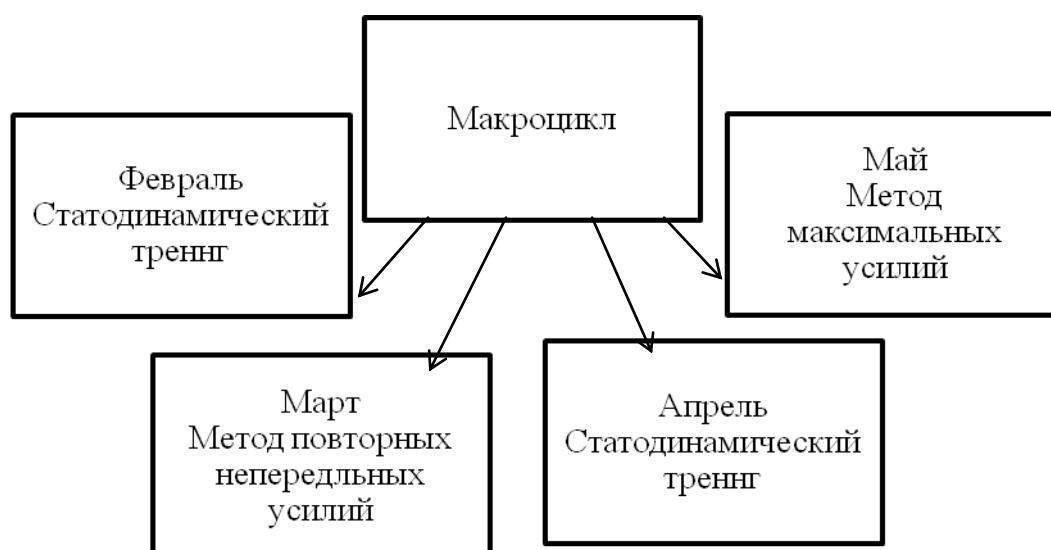 Макроцикл
Февраль
Статодинамический
треннг
Март
Метод повторных
непередльных
усилий
Апрель
Статодинамический
треннг
Май
Метод
максимальных
усилий